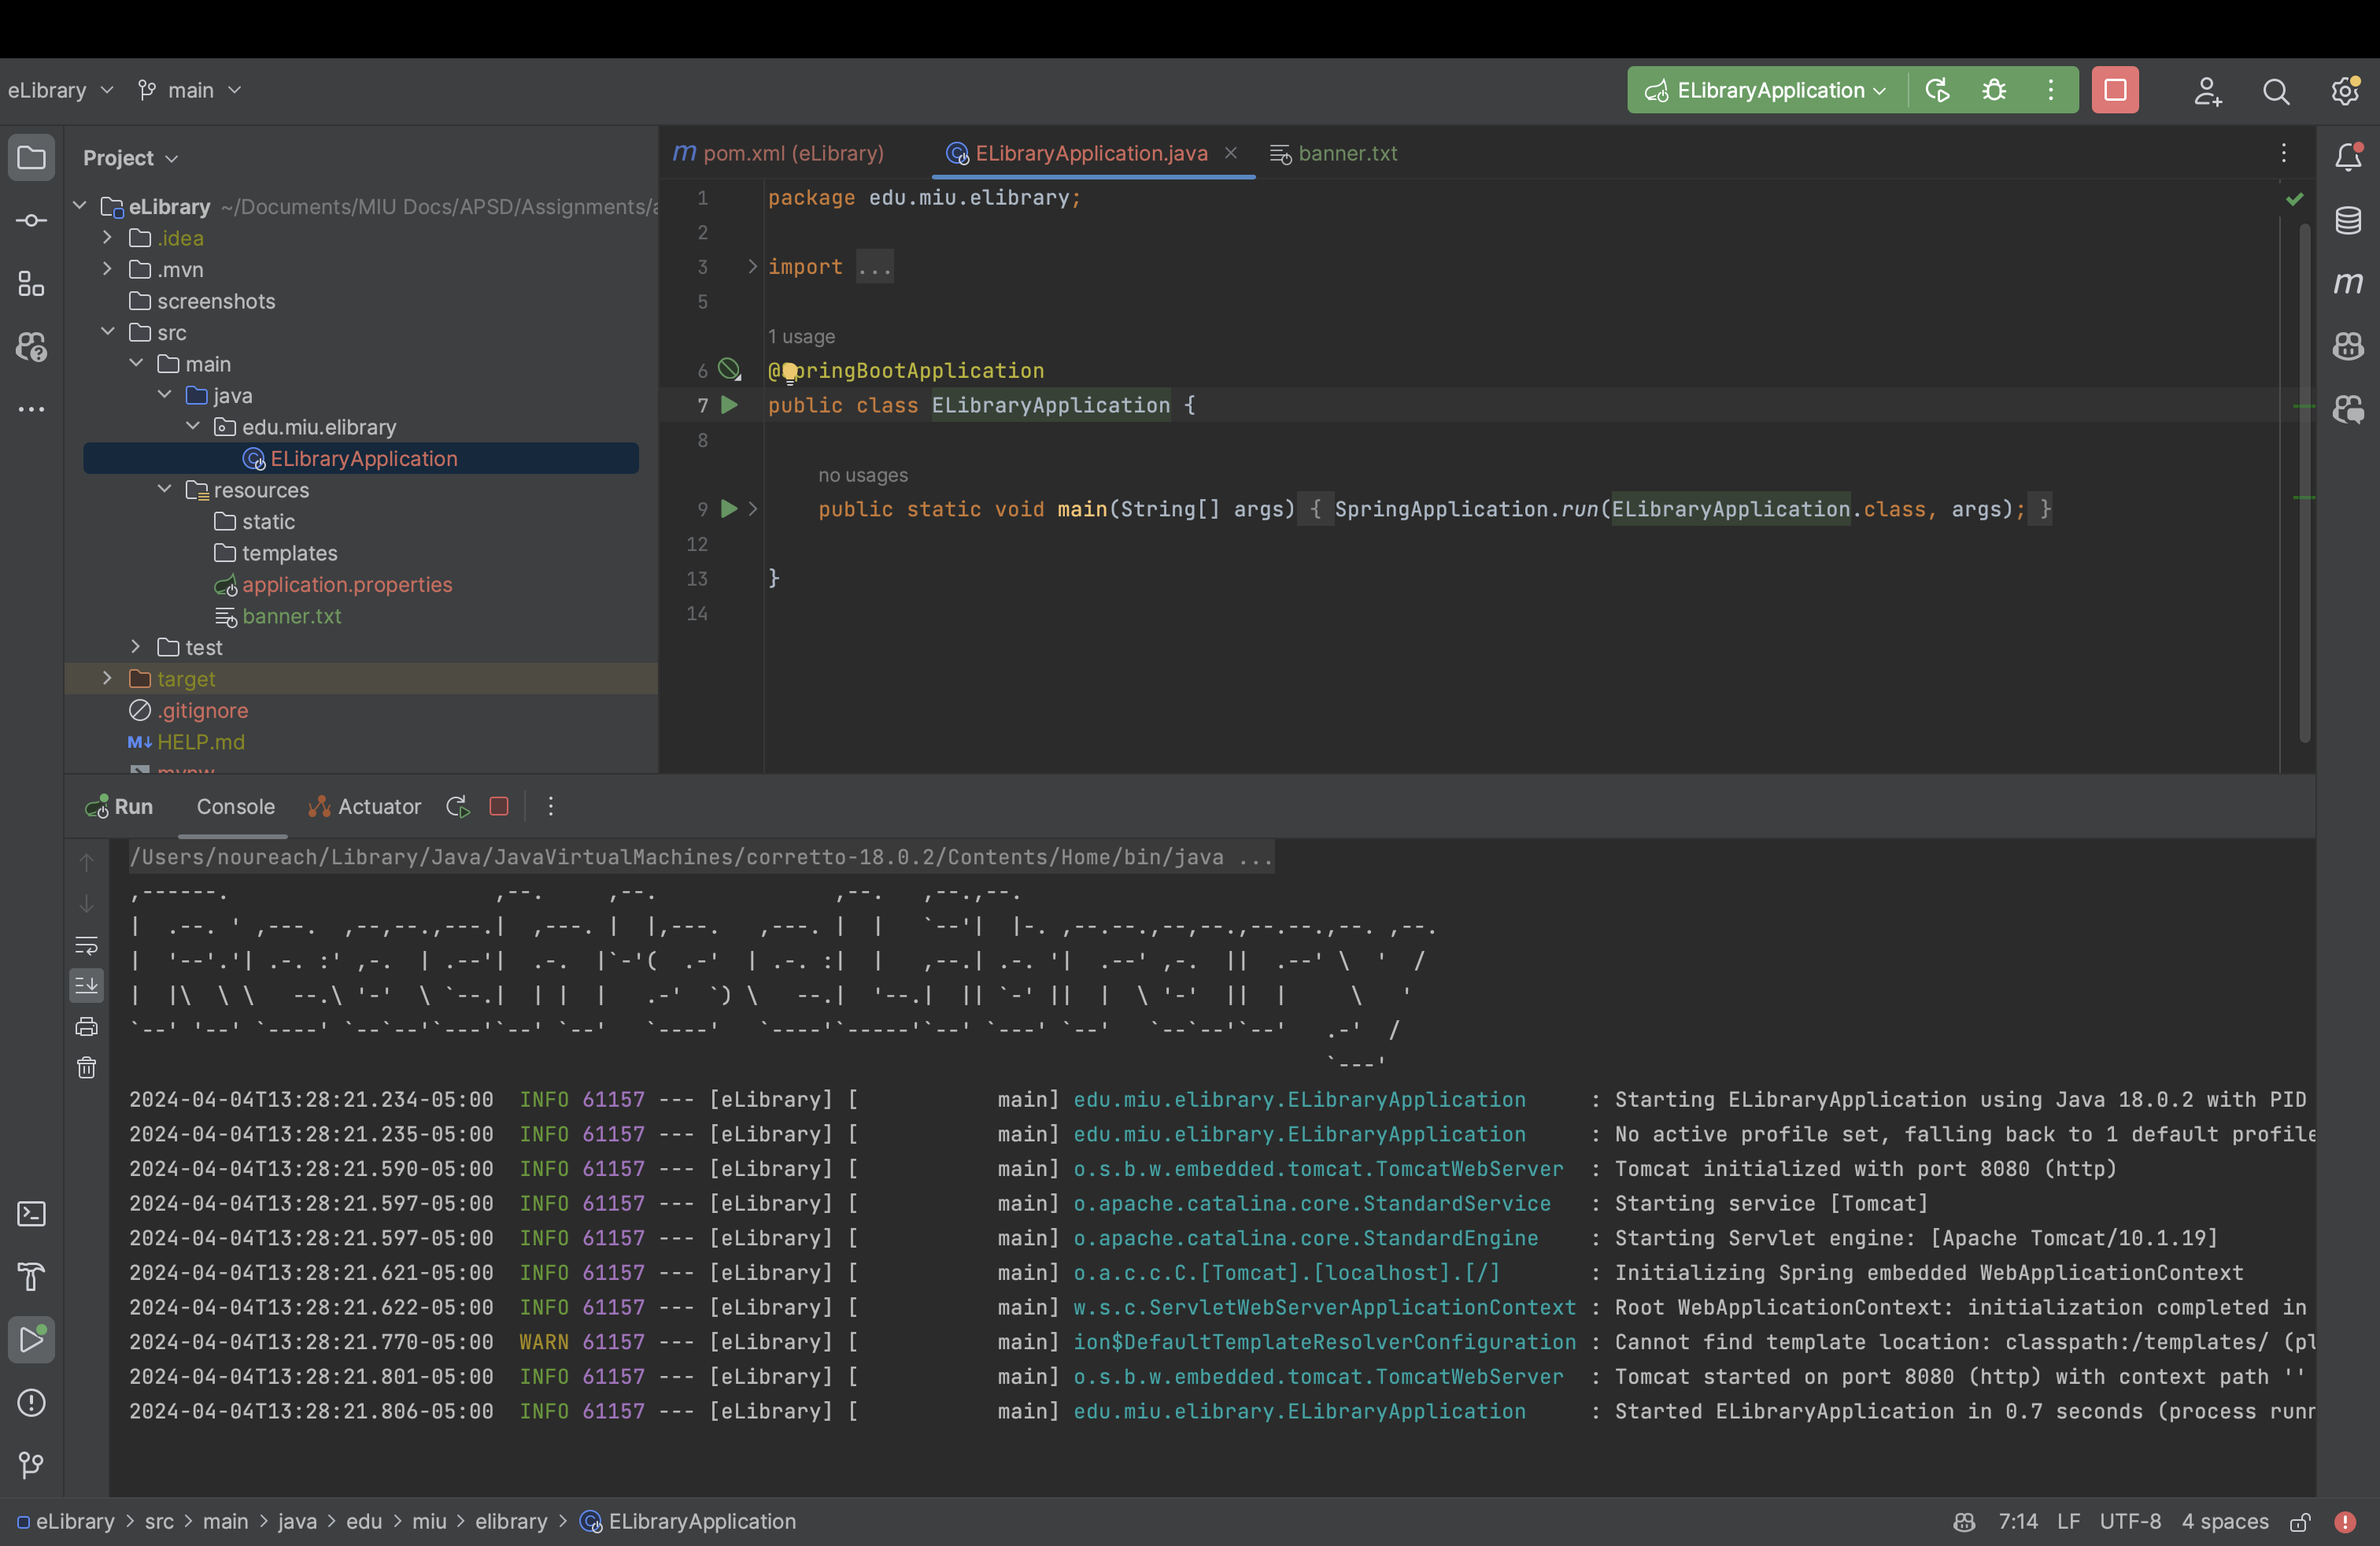 eLibrary main ELibraryApplication
Project
eLibrary ~/Documents/MIU Docs/APSD/Assignments/
.idea
.mvn
screenshots
src
main
java
edu.miu.elibrary
ELibraryApplication
resources
static
templates
application.properties
banner.txt
test
target
.gitignore
HELP.md
mvnw
pom.xml (eLibrary) ELibraryApplication.java banner.txt
1 package edu.miu.elibrary;
2
3 import ...
5
1 usage
6 @SpringBootApplication
7 public class ELibraryApplication {
8
no usages
9 public static void main(String[] args) { SpringApplication.run(ELibraryApplication.class, args); }
12
13 }
14
Run Console Actuator
/Users/noureach/Library/Java/JavaVirtualMachines/corretto-18.0.2/Contents/Home/bin/java ...
2024-04-04T13:28:21.234-05:00 INFO 61157 --- [eLibrary] [ main] edu.miu.elibrary.ELibraryApplication : Starting ELibraryApplication using Java 18.0.2 with PID
2024-04-04T13:28:21.235-05:00 INFO 61157 --- [eLibrary] [ main] edu.miu.elibrary.ELibraryApplication : No active profile set, falling back to 1 default profile
2024-04-04T13:28:21.590-05:00 INFO 61157 --- [eLibrary] [ main] o.s.b.w.embedded.tomcat.TomcatWebServer : Tomcat initialized with port 8080 (http)
2024-04-04T13:28:21.597-05:00 INFO 61157 --- [eLibrary] [ main] o.apache.catalina.core.StandardService : Starting service [Tomcat]
2024-04-04T13:28:21.597-05:00 INFO 61157 --- [eLibrary] [ main] o.apache.catalina.core.StandardEngine : Starting Servlet engine: [Apache Tomcat/10.1.19]
2024-04-04T13:28:21.621-05:00 INFO 61157 --- [eLibrary] [ main] o.a.c.c.C.[Tomcat].[localhost].[/] : Initializing Spring embedded WebApplicationContext
2024-04-04T13:28:21.622-05:00 INFO 61157 --- [eLibrary] [ main] w.s.c.ServletWebServerApplicationContext : Root WebApplicationContext: initialization completed in
2024-04-04T13:28:21.770-05:00 WARN 61157 --- [eLibrary] [ main] ion$DefaultTemplateResolverConfiguration : Cannot find template location: classpath:/templates/ (pl
2024-04-04T13:28:21.801-05:00 INFO 61157 --- [eLibrary] [ main] o.s.b.w.embedded.tomcat.TomcatWebServer : Tomcat started on port 8080 (http) with context path ''
2024-04-04T13:28:21.806-05:00 INFO 61157 --- [eLibrary] [ main] edu.miu.elibrary.ELibraryApplication : Started ELibraryApplication in 0.7 seconds (process runn
eLibrary > src > main > java > edu > miu > elibrary > ELibraryApplication 7:14 LF UTF-8 4 spaces